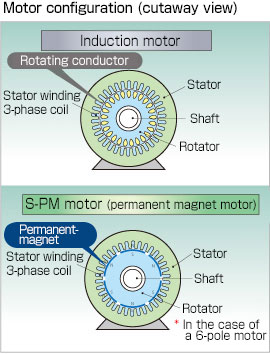 Motor configuration (cutaway view)
Induction motor
Rotating conductor
Stator winding
3-phase coil
Stator
Shaft
Rotator
S-PM motor (permanent magnet motor)
Permanent-
magnet
Stator winding
3-phase coil
Stator
Shaft
Rotator
* In the case of
a 6-pole motor